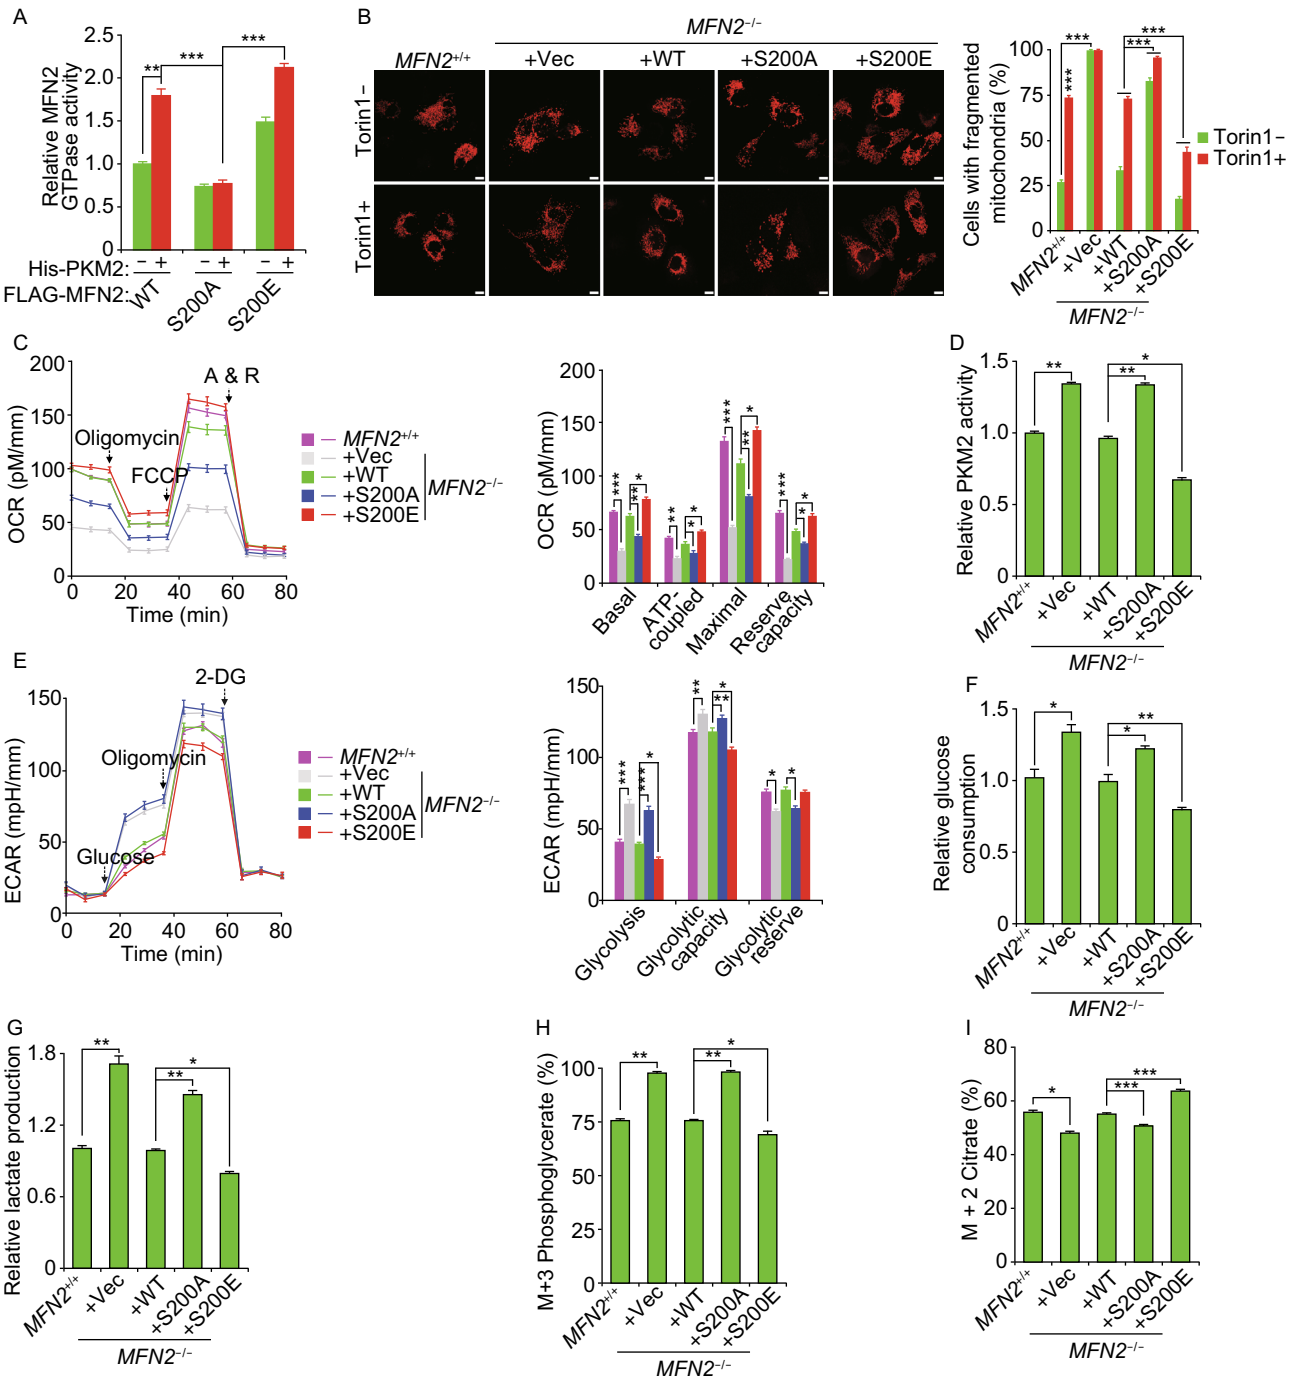 A
Relative MFN2
GTPase activity
2.5
2.0
1.5
1.0
0.5
0
**
***
***
His-PKM2: − + − + − +
FLAG-MFN2: WT S200A S200E
B
MFN2−/−
MFN2+/+ +Vec +WT +S200A +S200E
Torin1−
Torin1+
Cells with fragmented
mitochondria (%)
100
75
50
25
0
***
***
***
***
Torin1−
Torin1+
MFN2+/+ +Vec +WT +S200A +S200E
MFN2−/−
C
OCR (pM/mm)
200
150
100
50
0
Oligomycin
FCCP
A & R
0 20 40 60 80
Time (min)
MFN2+/+
+Vec
+WT
+S200A
+S200E
MFN2−/−
OCR (pM/mm)
200
150
100
50
0
*** ** *
** * *
*** ** *
*** * *
Basal
ATP-
coupled
Maximal
Reserve
capacity
D
Relative PKM2 activity
1.5
1.0
0.5
0
**
**
*
MFN2+/+ +Vec +WT +S200A +S200E
MFN2−/−
E
ECAR (mpH/mm)
150
100
50
0
Glucose
Oligomycin
2-DG
0 20 40 60 80
Time (min)
MFN2+/+
+Vec
+WT
+S200A
+S200E
MFN2−/−
ECAR (mpH/mm)
150
100
50
0
*** *** *
** ** *
* *
Glycolysis
Glycolytic
capacity
Glycolytic
reserve
F
Relative glucose
consumption
1.5
1.0
0.5
0
*
*
**
MFN2+/+ +Vec +WT +S200A +S200E
MFN2−/−
G
Relative lactate production
1.8
1.2
0.6
0
**
**
*
MFN2+/+ +Vec +WT +S200A +S200E
MFN2−/−
H
M+3 Phosphoglycerate (%)
100
75
50
25
0
**
**
*
MFN2+/+ +Vec +WT +S200A +S200E
MFN2−/−
I
M + 2 Citrate (%)
80
60
40
20
0
*
***
***
MFN2+/+ +Vec +WT +S200A +S200E
MFN2−/−